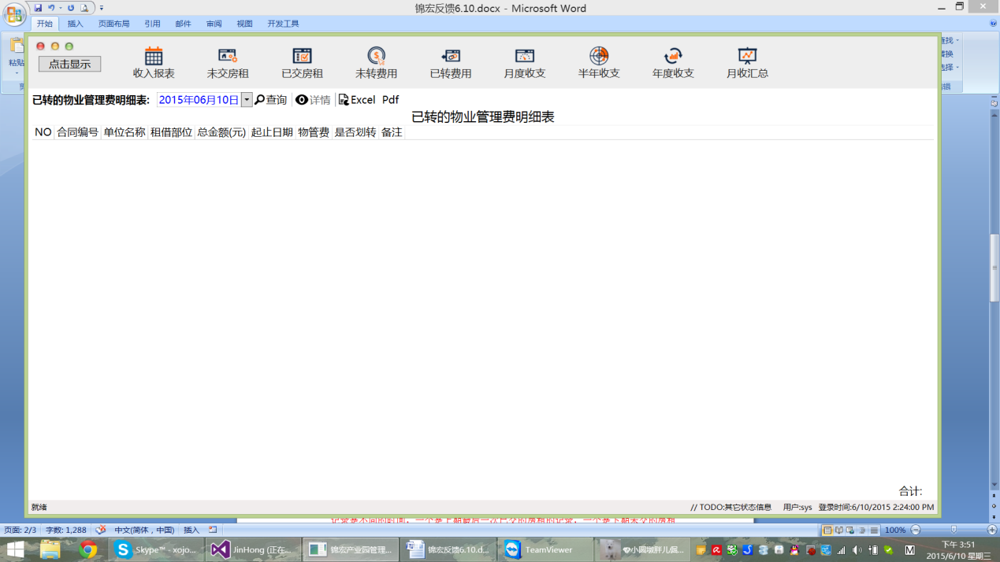 锦宏反馈6.10.docx - Microsoft Word
开始 插入 页面布局 引用 邮件 审阅 视图 开发工具
粘贴
查找
替换
选择
点击显示
收入报表 未交房租 已交房租 未转费用 已转费用 月度收支 半年收支 年度收支 月收汇总
已转的物业管理费明细表: 2015年06月10日 查询 详情 Excel Pdf
已转的物业管理费明细表
NO 合同编号 单位名称 租借部位 总金额(元) 起止日期 物管费 是否划转 备注
合计:
就绪 // TODO:其它状态信息 用户:sys 登录时间:6/10/2015 2:24:00 PM
页面: 2/3 字数: 1,288 中文(简体，中国) 插入 100%
Skype™ - xojo... JinHong (正在... 锦宏产业园管理... 锦宏反馈6.10.d... TeamViewer
下午 3:51
2015/6/10 星期三